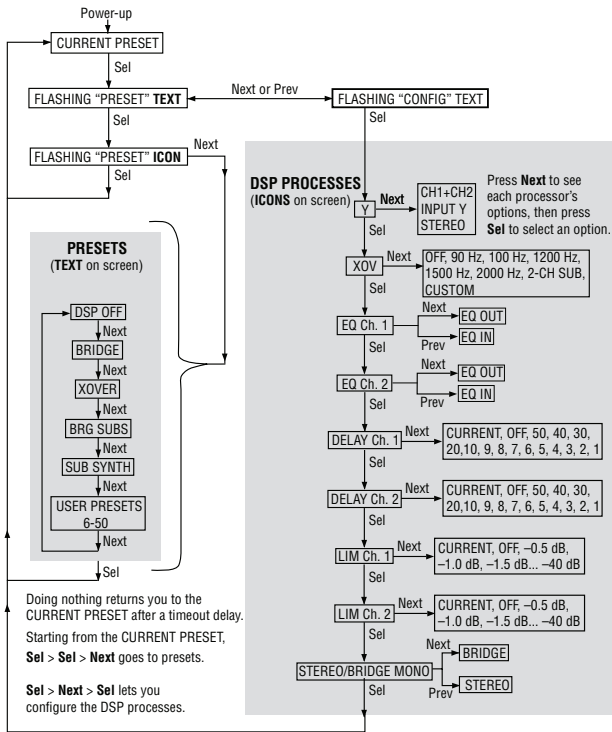 Power-up
CURRENT PRESET
Sel
FLASHING “PRESET” TEXT
Next or Prev
FLASHING “CONFIG” TEXT
Sel
Sel
FLASHING “PRESET” ICON
Next
Sel
PRESETS
(TEXT on screen)
DSP OFF
Next
BRIDGE
Next
XOVER
Next
BRG SUBS
Next
SUB SYNTH
Next
USER PRESETS
6-50
Next
Sel
Doing nothing returns you to the
CURRENT PRESET after a timeout delay.
Starting from the CURRENT PRESET,
Sel > Sel > Next goes to presets.
Sel > Next > Sel lets you
configure the DSP processes.
DSP PROCESSES
(ICONS on screen)
Y
Next
CH1+CH2
INPUT Y
STEREO
Press Next to see
each processor’s
options, then press
Sel to select an option.
Sel
XOV
Next
OFF, 90 Hz, 100 Hz, 1200 Hz,
1500 Hz, 2000 Hz, 2-CH SUB,
CUSTOM
Sel
EQ Ch. 1
Next
EQ OUT
Prev
EQ IN
Sel
EQ Ch. 2
Next
EQ OUT
Prev
EQ IN
Sel
DELAY Ch. 1
Next
CURRENT, OFF, 50, 40, 30,
20,10, 9, 8, 7, 6, 5, 4, 3, 2, 1
Sel
DELAY Ch. 2
Next
CURRENT, OFF, 50, 40, 30,
20,10, 9, 8, 7, 6, 5, 4, 3, 2, 1
Sel
LIM Ch. 1
Next
CURRENT, OFF, –0.5 dB,
–1.0 dB, –1.5 dB... –40 dB
Sel
LIM Ch. 2
Next
CURRENT, OFF, –0.5 dB,
–1.0 dB, –1.5 dB... –40 dB
Sel
STEREO/BRIDGE MONO
Next
BRIDGE
Prev
STEREO
Sel